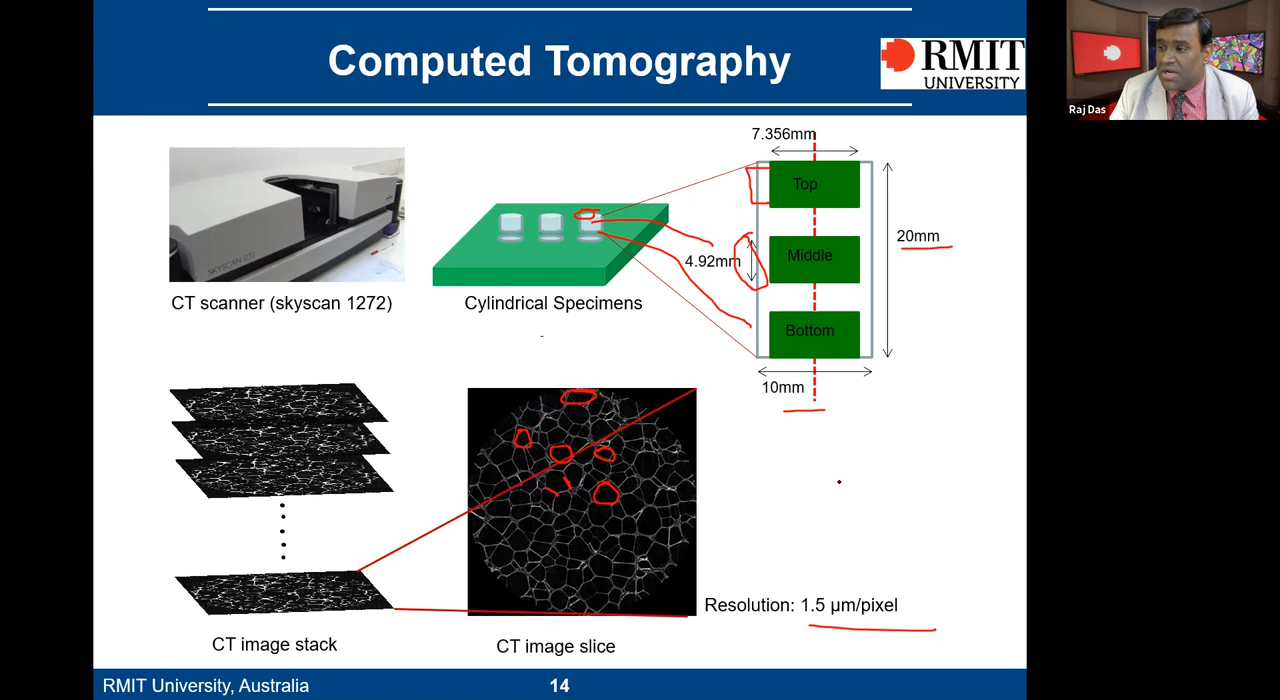 Computed Tomography
RMIT
UNIVERSITY
Raj Das
7.356mm
Top
20mm
4.92mm
Middle
Bottom
10mm
CT scanner (skyscan 1272)
Cylindrical Specimens
Resolution: 1.5 µm/pixel
CT image stack
CT image slice
RMIT University, Australia
14